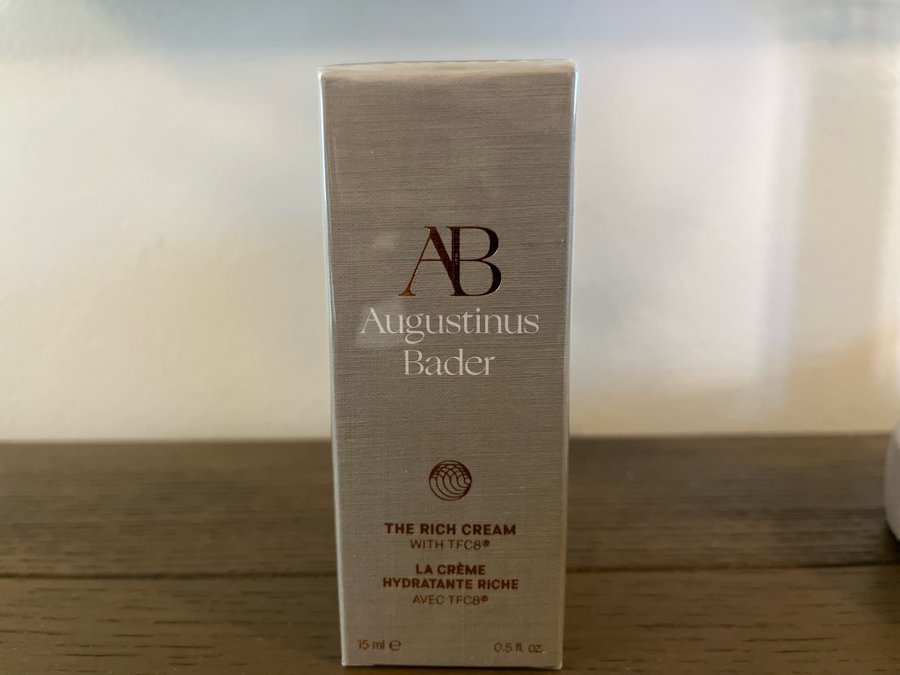 AB
Augustinus
Bader
THE RICH CREAM
WITH TFC8®
LA CRÈME
HYDRATANTE RICHE
AVEC TFC8®
15 ml ℮ 0.5 fl. oz.